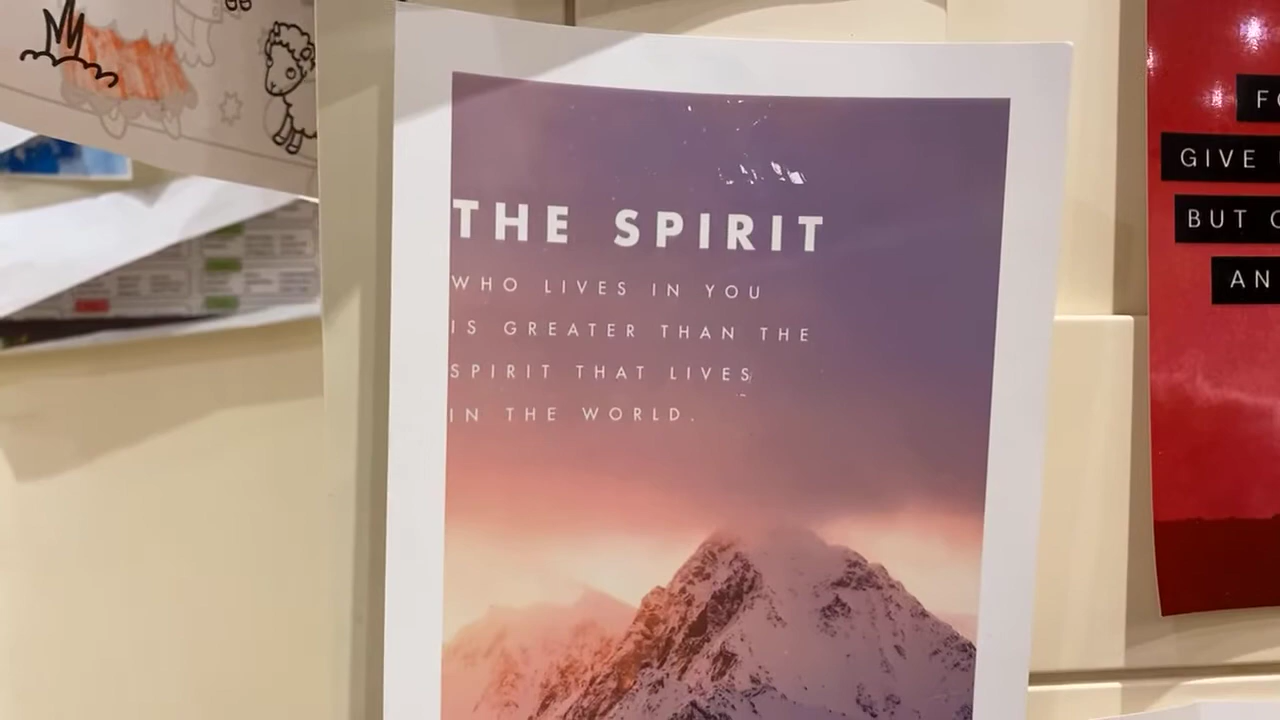 THE SPIRIT
WHO LIVES IN YOU
IS GREATER THAN THE
SPIRIT THAT LIVES
IN THE WORLD.
GIVE
BUT
AN